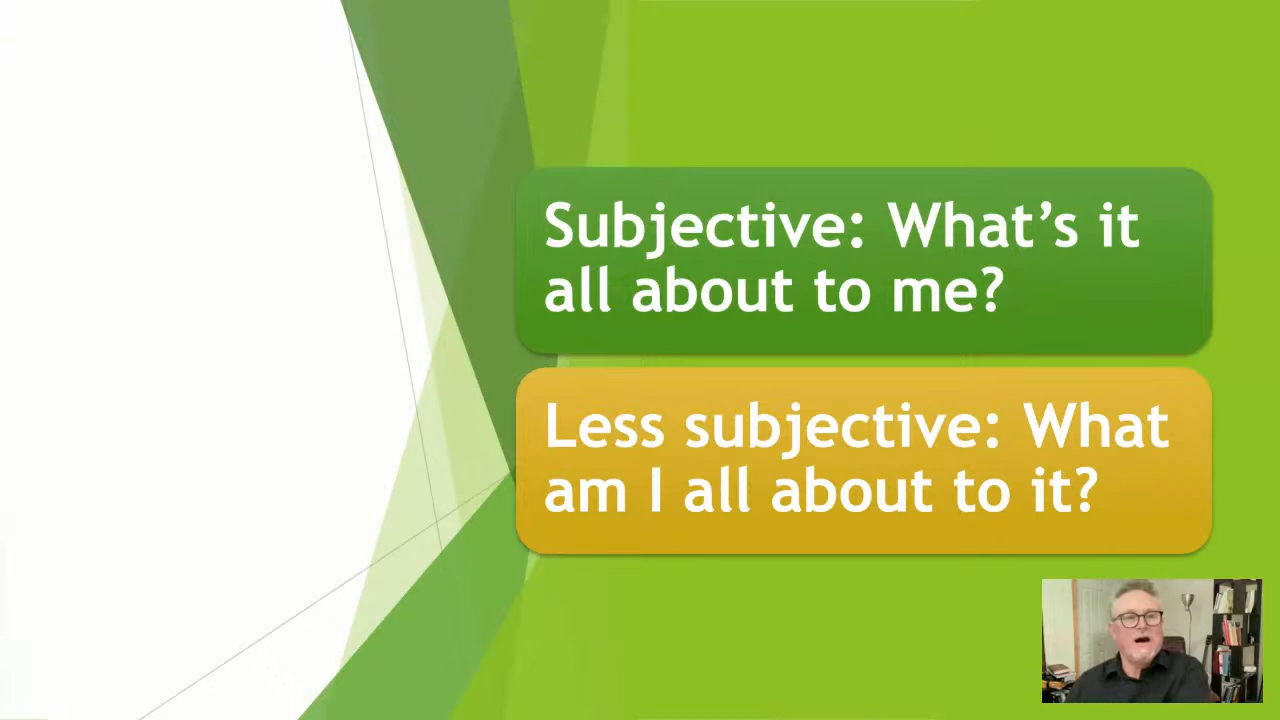 Subjective: What’s it
all about to me?
Less subjective: What
am I all about to it?